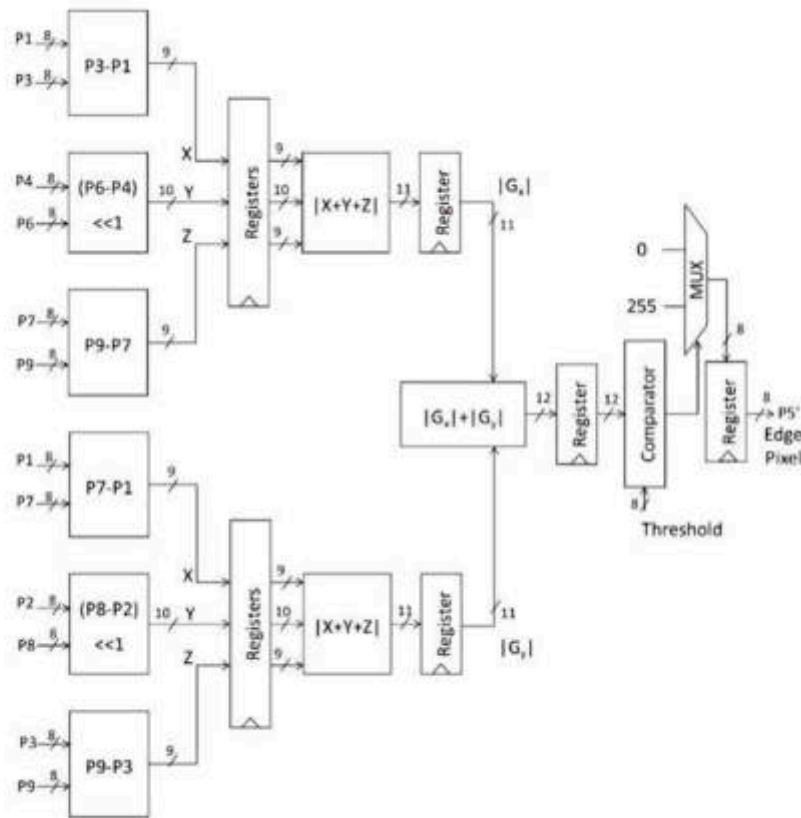 P1 8
P3 8
P3-P1
9
P4 8
P6 8
(P6-P4)
<<1
10
P7 8
P9 8
P9-P7
9
X
Y
Z
Registers
9
10
9
|X+Y+Z|
11
Register
|Gₓ|
11
P1 8
P7 8
P7-P1
9
P2 8
P8 8
(P8-P2)
<<1
10
P3 8
P9 8
P9-P3
9
X
Y
Z
Registers
9
10
9
|X+Y+Z|
11
Register
11
|Gy|
|Gₓ|+|Gy|
12
Register
12
Comparator
8
Threshold
0
255
MUX
8
Register
8
P5'
Edge
Pixel